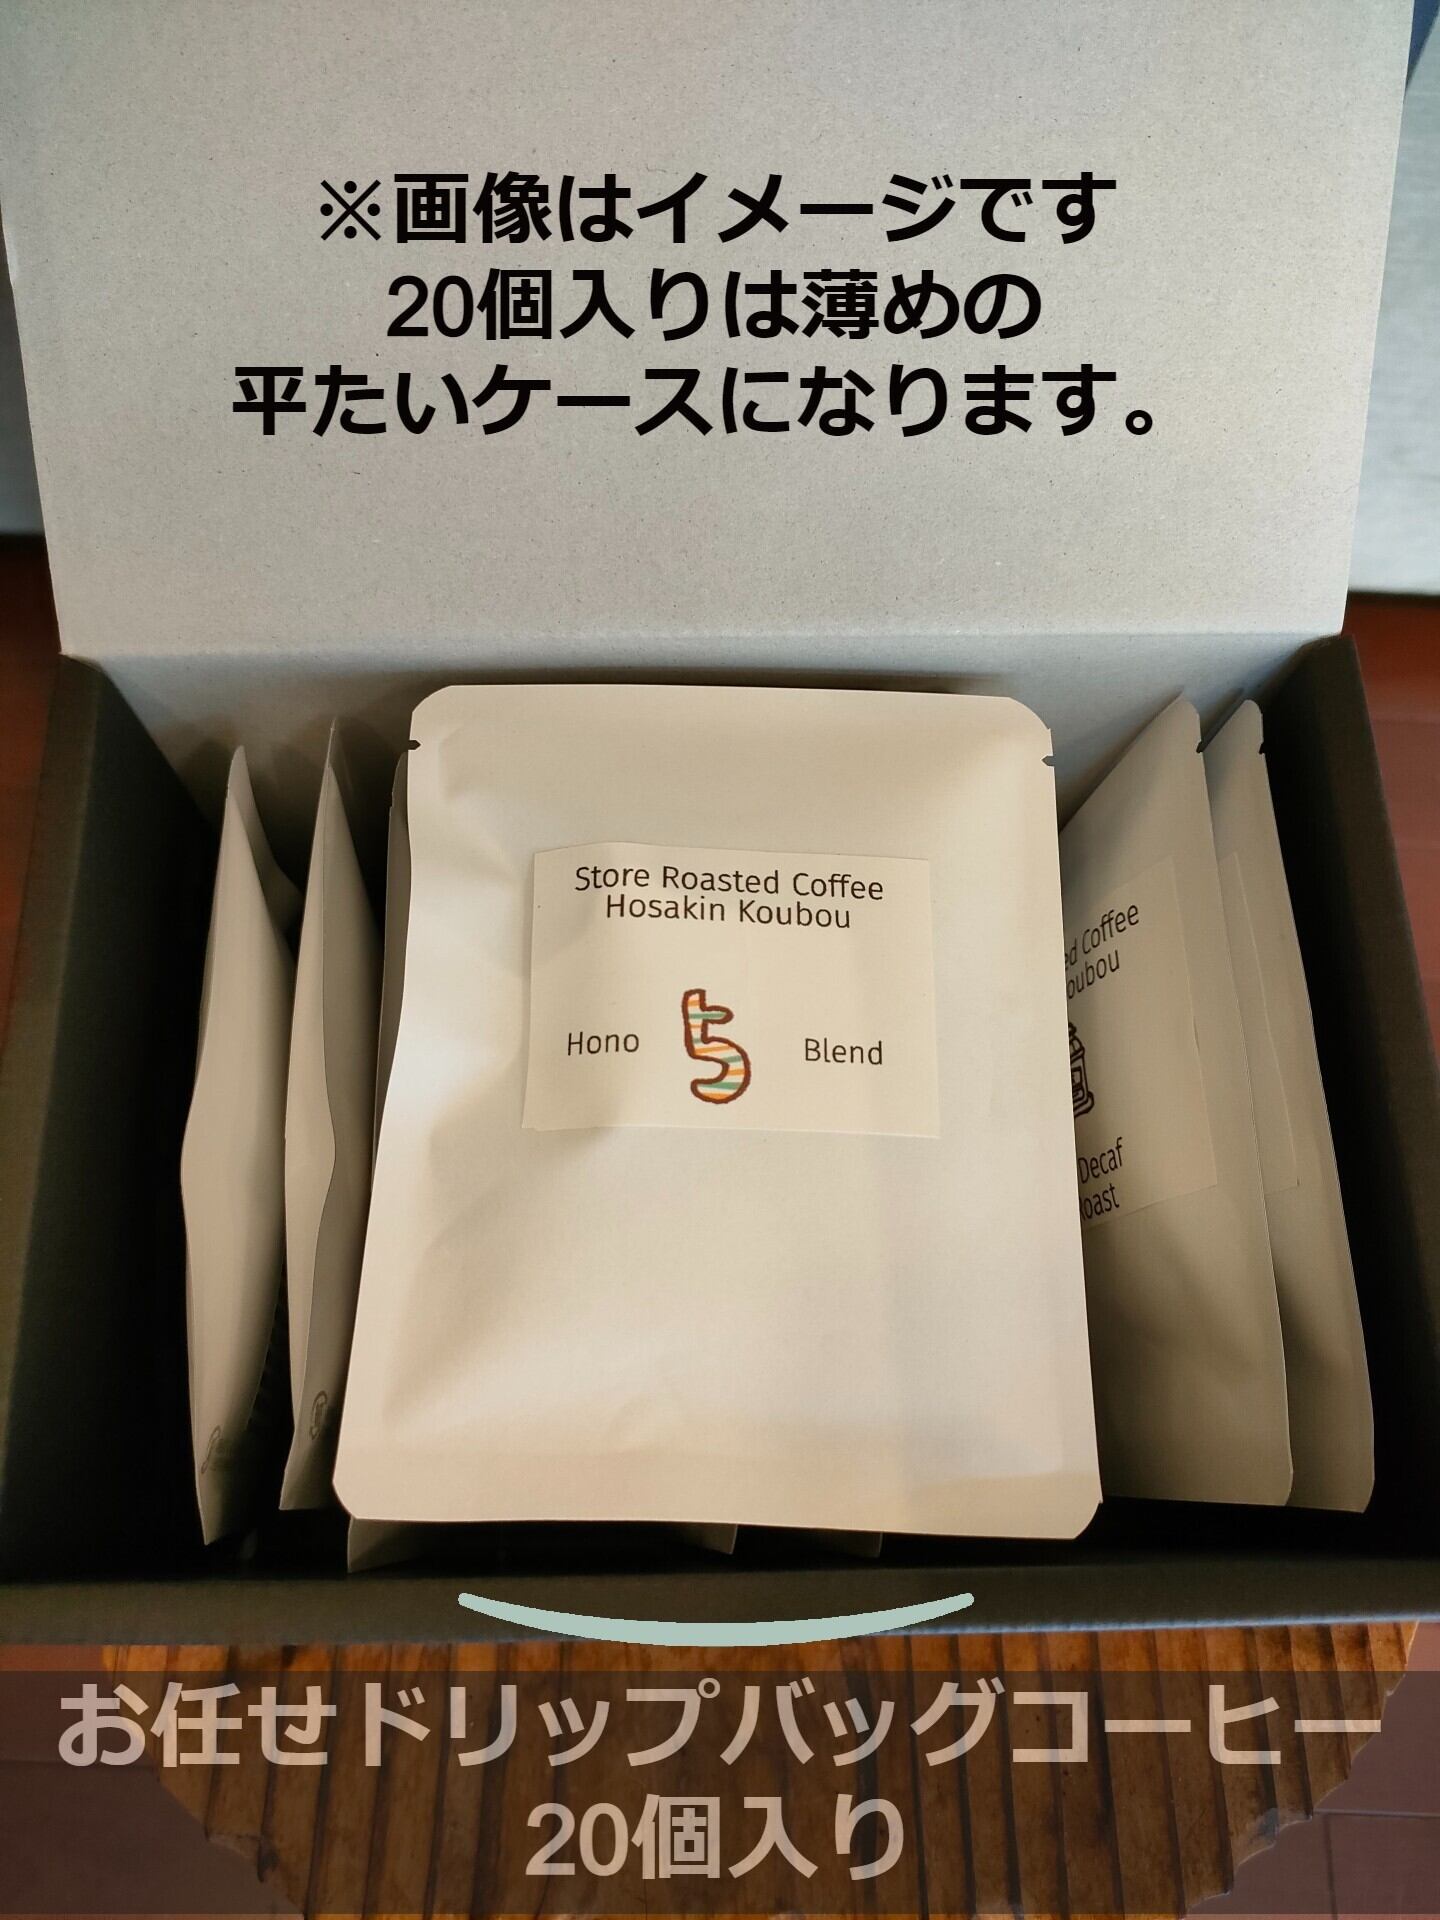 ※画像はイメージです
20個入りは薄めの
平たいケースになります。
Store Roasted Coffee
Hosakin Koubou
Hono
ち
Blend
Coffee
oubou
Decaf
oast
お任せドリップバッグコーヒー
20個入り